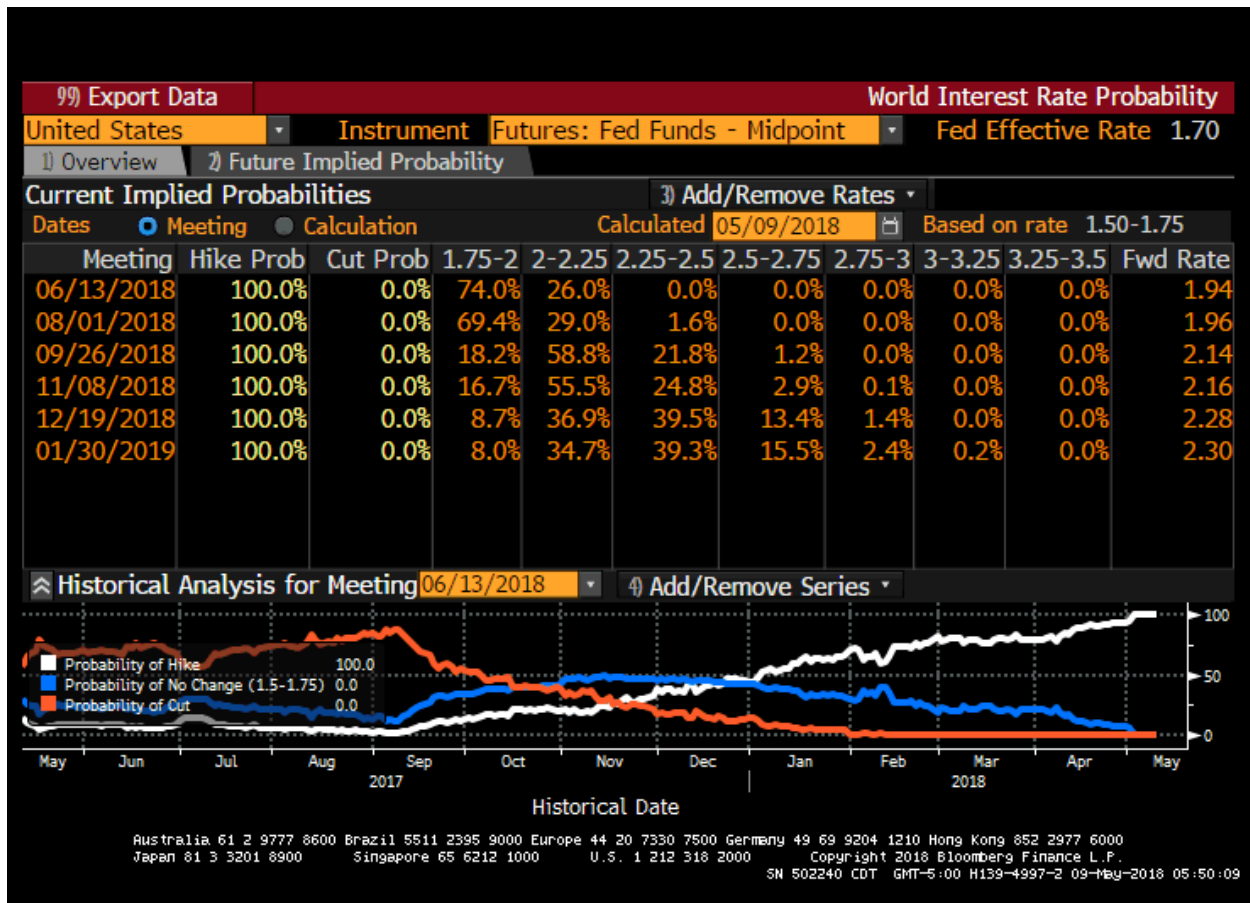 99) Export Data World Interest Rate Probability
United States Instrument Futures: Fed Funds - Midpoint Fed Effective Rate 1.70
1) Overview 2) Future Implied Probability
Current Implied Probabilities 3) Add/Remove Rates
Dates Meeting Calculation Calculated 05/09/2018 Based on rate 1.50-1.75
Meeting Hike Prob Cut Prob 1.75-2 2-2.25 2.25-2.5 2.5-2.75 2.75-3 3-3.25 3.25-3.5 Fwd Rate
06/13/2018 100.0% 0.0% 74.0% 26.0% 0.0% 0.0% 0.0% 0.0% 0.0% 1.94
08/01/2018 100.0% 0.0% 69.4% 29.0% 1.6% 0.0% 0.0% 0.0% 0.0% 1.96
09/26/2018 100.0% 0.0% 18.2% 58.8% 21.8% 1.2% 0.0% 0.0% 0.0% 2.14
11/08/2018 100.0% 0.0% 16.7% 55.5% 24.8% 2.9% 0.1% 0.0% 0.0% 2.16
12/19/2018 100.0% 0.0% 8.7% 36.9% 39.5% 13.4% 1.4% 0.0% 0.0% 2.28
01/30/2019 100.0% 0.0% 8.0% 34.7% 39.3% 15.5% 2.4% 0.2% 0.0% 2.30
Historical Analysis for Meeting 06/13/2018 4) Add/Remove Series
100
Probability of Hike 100.0
Probability of No Change (1.5-1.75) 0.0
50
Probability of Cut 0.0
0
May Jun Jul Aug Sep Oct Nov Dec Jan Feb Mar Apr May
2017 2018
Historical Date
Australia 61 2 9777 8600 Brazil 5511 2395 9000 Europe 44 20 7330 7500 Germany 49 69 9204 1210 Hong Kong 852 2977 6000
Japan 81 3 3201 8900 Singapore 65 6212 1000 U.S. 1 212 318 2000 Copyright 2018 Bloomberg Finance L.P.
SN 502240 CDT GMT-5:00 H139-4997-2 09-May-2018 05:50:09